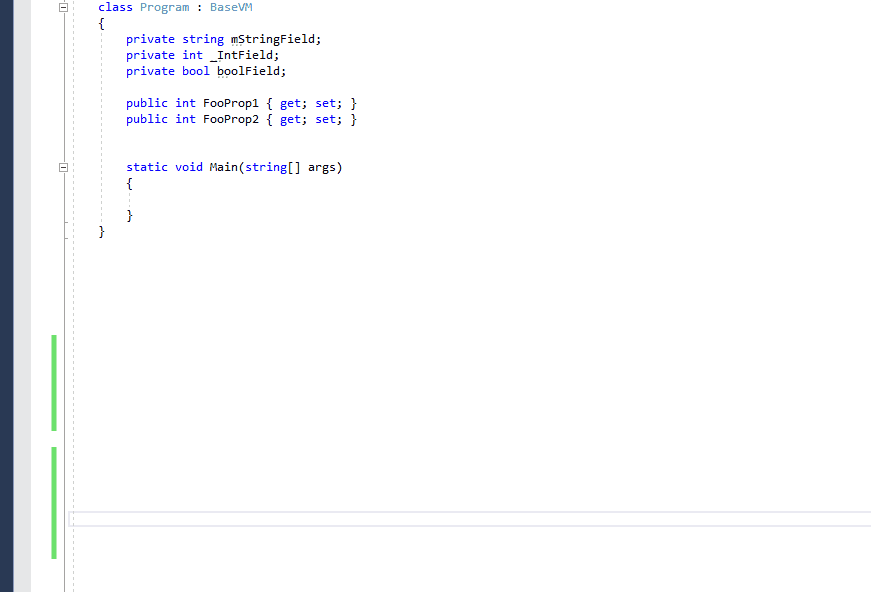 class Program : BaseVM
{
private string mStringField;
private int _IntField;
private bool boolField;
public int FooProp1 { get; set; }
public int FooProp2 { get; set; }
static void Main(string[] args)
{
}
}